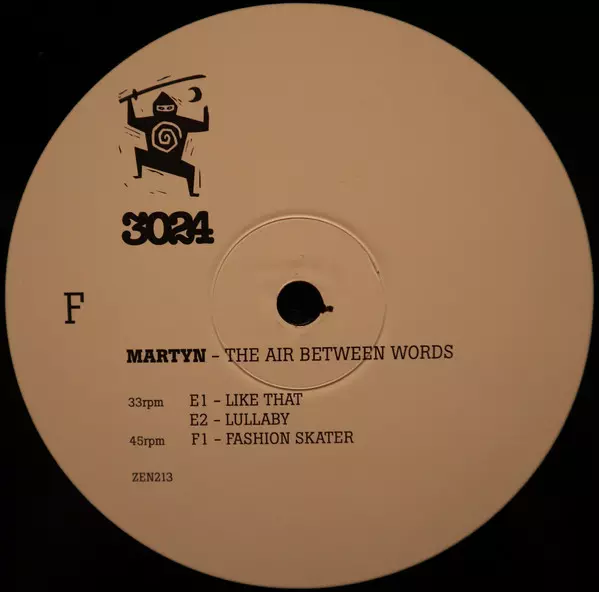 3024
F
MARTYN – THE AIR BETWEEN WORDS
33rpm E1 – LIKE THAT
E2 – LULLABY
45rpm F1 – FASHION SKATER
ZEN213